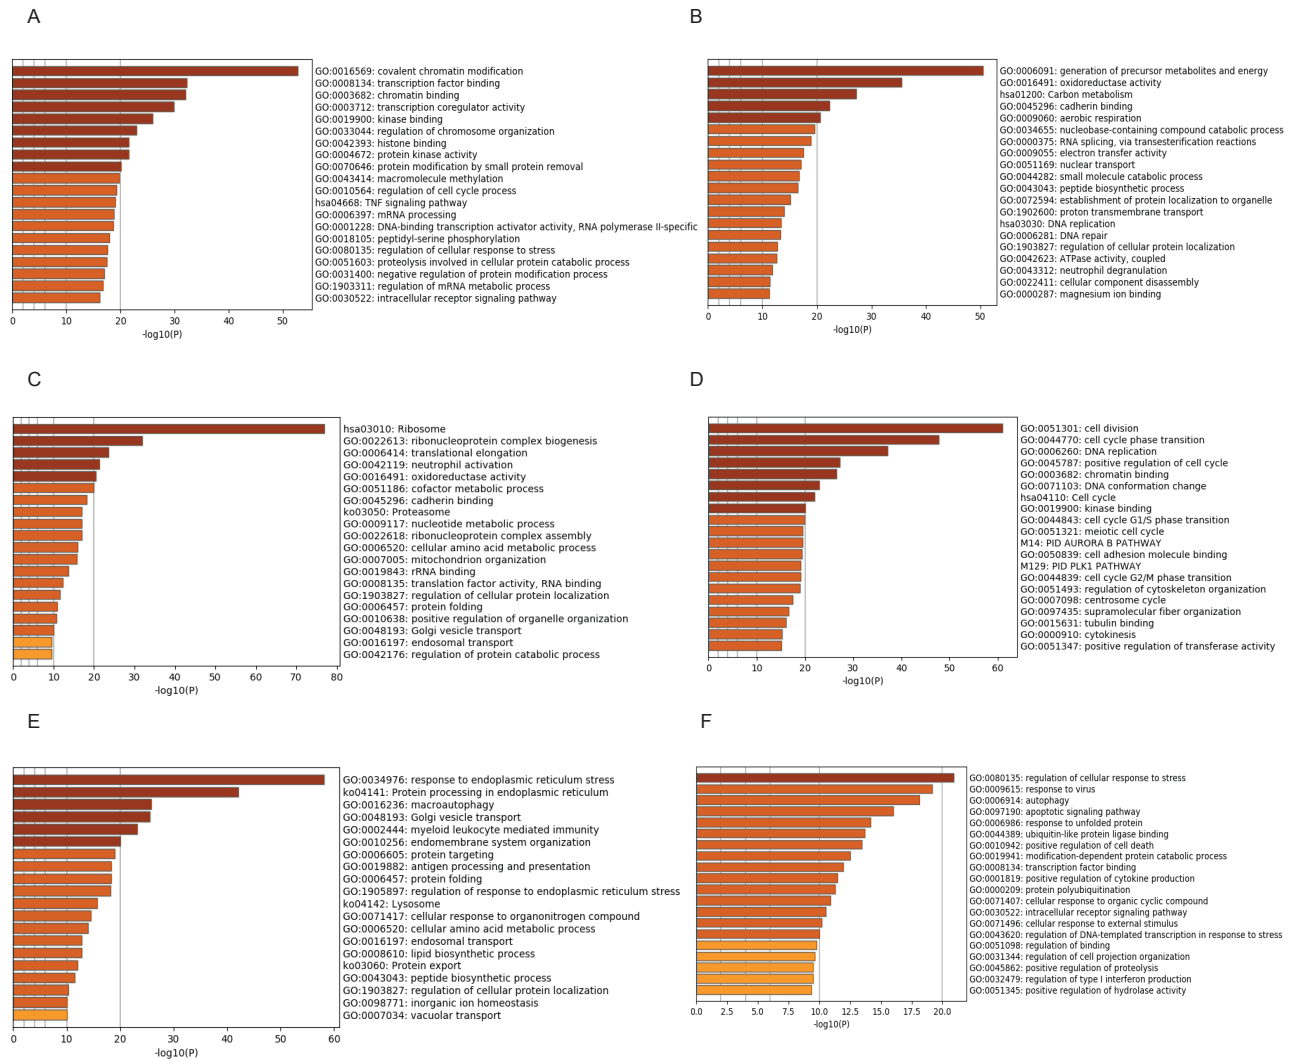 A
GO:0016569: covalent chromatin modification
GO:0008134: transcription factor binding
GO:0003682: chromatin binding
GO:0003712: transcription coregulator activity
GO:0019900: kinase binding
GO:0033044: regulation of chromosome organization
GO:0042393: histone binding
GO:0004672: protein kinase activity
GO:0070646: protein modification by small protein removal
GO:0043414: macromolecule methylation
GO:0010564: regulation of cell cycle process
hsa04668: TNF signaling pathway
GO:0006397: mRNA processing
GO:0001228: DNA-binding transcription activator activity, RNA polymerase II-specific
GO:0018105: peptidyl-serine phosphorylation
GO:0080135: regulation of cellular response to stress
GO:0051603: proteolysis involved in cellular protein catabolic process
GO:0031400: negative regulation of protein modification process
GO:1903311: regulation of mRNA metabolic process
GO:0030522: intracellular receptor signaling pathway
0 10 20 30 40 50
-log10(P)
B
GO:0006091: generation of precursor metabolites and energy
GO:0016491: oxidoreductase activity
hsa01200: Carbon metabolism
GO:0045296: cadherin binding
GO:0009060: aerobic respiration
GO:0034655: nucleobase-containing compound catabolic process
GO:0000375: RNA splicing, via transesterification reactions
GO:0009055: electron transfer activity
GO:0051169: nuclear transport
GO:0044282: small molecule catabolic process
GO:0043043: peptide biosynthetic process
GO:0072594: establishment of protein localization to organelle
GO:1902600: proton transmembrane transport
hsa03030: DNA replication
GO:0006281: DNA repair
GO:1903827: regulation of cellular protein localization
GO:0042623: ATPase activity, coupled
GO:0043312: neutrophil degranulation
GO:0022411: cellular component disassembly
GO:0000287: magnesium ion binding
0 10 20 30 40 50
-log10(P)
C
hsa03010: Ribosome
GO:0022613: ribonucleoprotein complex biogenesis
GO:0006414: translational elongation
GO:0042119: neutrophil activation
GO:0016491: oxidoreductase activity
GO:0051186: cofactor metabolic process
GO:0045296: cadherin binding
ko03050: Proteasome
GO:0009117: nucleotide metabolic process
GO:0022618: ribonucleoprotein complex assembly
GO:0006520: cellular amino acid metabolic process
GO:0007005: mitochondrion organization
GO:0019843: rRNA binding
GO:0008135: translation factor activity, RNA binding
GO:1903827: regulation of cellular protein localization
GO:0006457: protein folding
GO:0010638: positive regulation of organelle organization
GO:0048193: Golgi vesicle transport
GO:0016197: endosomal transport
GO:0042176: regulation of protein catabolic process
0 10 20 30 40 50 60 70 80
-log10(P)
D
GO:0051301: cell division
GO:0044770: cell cycle phase transition
GO:0006260: DNA replication
GO:0045787: positive regulation of cell cycle
GO:0003682: chromatin binding
GO:0071103: DNA conformation change
hsa04110: Cell cycle
GO:0019900: kinase binding
GO:0044843: cell cycle G1/S phase transition
GO:0051321: meiotic cell cycle
M14: PID AURORA B PATHWAY
GO:0050839: cell adhesion molecule binding
M129: PID PLK1 PATHWAY
GO:0044839: cell cycle G2/M phase transition
GO:0051493: regulation of cytoskeleton organization
GO:0007098: centrosome cycle
GO:0097435: supramolecular fiber organization
GO:0015631: tubulin binding
GO:0000910: cytokinesis
GO:0051347: positive regulation of transferase activity
0 10 20 30 40 50 60
-log10(P)
E
GO:0034976: response to endoplasmic reticulum stress
ko04141: Protein processing in endoplasmic reticulum
GO:0016236: macroautophagy
GO:0048193: Golgi vesicle transport
GO:0002444: myeloid leukocyte mediated immunity
GO:0010256: endomembrane system organization
GO:0006605: protein targeting
GO:0019882: antigen processing and presentation
GO:0006457: protein folding
GO:1905897: regulation of response to endoplasmic reticulum stress
ko04142: Lysosome
GO:0071417: cellular response to organonitrogen compound
GO:0006520: cellular amino acid metabolic process
GO:0016197: endosomal transport
GO:0008610: lipid biosynthetic process
ko03060: Protein export
GO:0043043: peptide biosynthetic process
GO:1903827: regulation of cellular protein localization
GO:0098771: inorganic ion homeostasis
GO:0007034: vacuolar transport
0 10 20 30 40 50 60
-log10(P)
F
GO:0080135: regulation of cellular response to stress
GO:0009615: response to virus
GO:0006914: autophagy
GO:0097190: apoptotic signaling pathway
GO:0006986: response to unfolded protein
GO:0044389: ubiquitin-like protein ligase binding
GO:0010942: positive regulation of cell death
GO:0019941: modification-dependent protein catabolic process
GO:0008134: transcription factor binding
GO:0001819: positive regulation of cytokine production
GO:0000209: protein polyubiquitination
GO:0071407: cellular response to organic cyclic compound
GO:0030522: intracellular receptor signaling pathway
GO:0071496: cellular response to external stimulus
GO:0043620: regulation of DNA-templated transcription in response to stress
GO:0051098: regulation of binding
GO:0031344: regulation of cell projection organization
GO:0045862: positive regulation of proteolysis
GO:0032479: regulation of type I interferon production
GO:0051345: positive regulation of hydrolase activity
0.0 2.5 5.0 7.5 10.0 12.5 15.0 17.5 20.0
-log10(P)